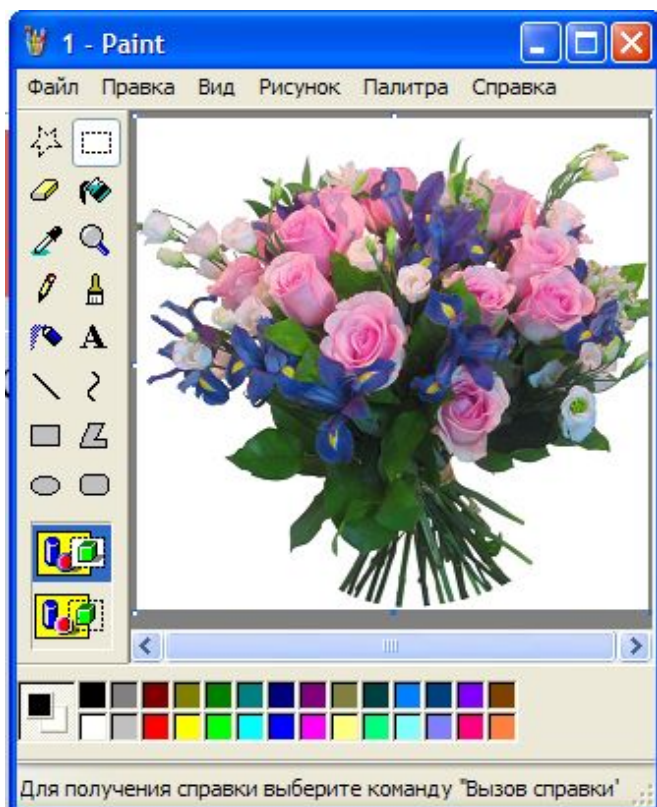 1 - Paint
Файл Правка Вид Рисунок Палитра Справка
A
Для получения справки выберите команду "Вызов справки"